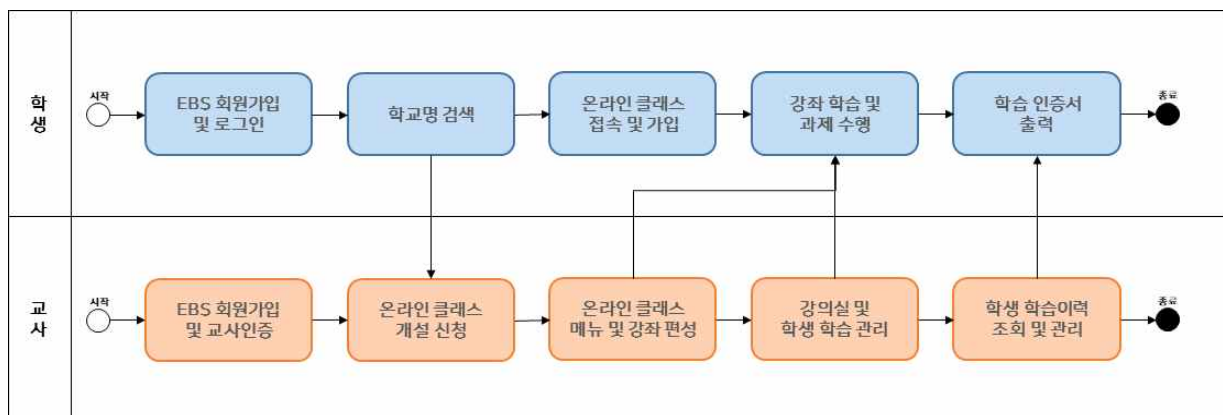 학
생
시작
EBS 회원가입
및 로그인
학교명 검색
온라인 클래스
접속 및 가입
강좌 학습 및
과제 수행
학습 인증서
출력
종료
교
사
시작
EBS 회원가입
및 교사인증
온라인 클래스
개설 신청
온라인 클래스
메뉴 및 강좌 편성
강의실 및
학생 학습 관리
학생 학습이력
조회 및 관리
종료